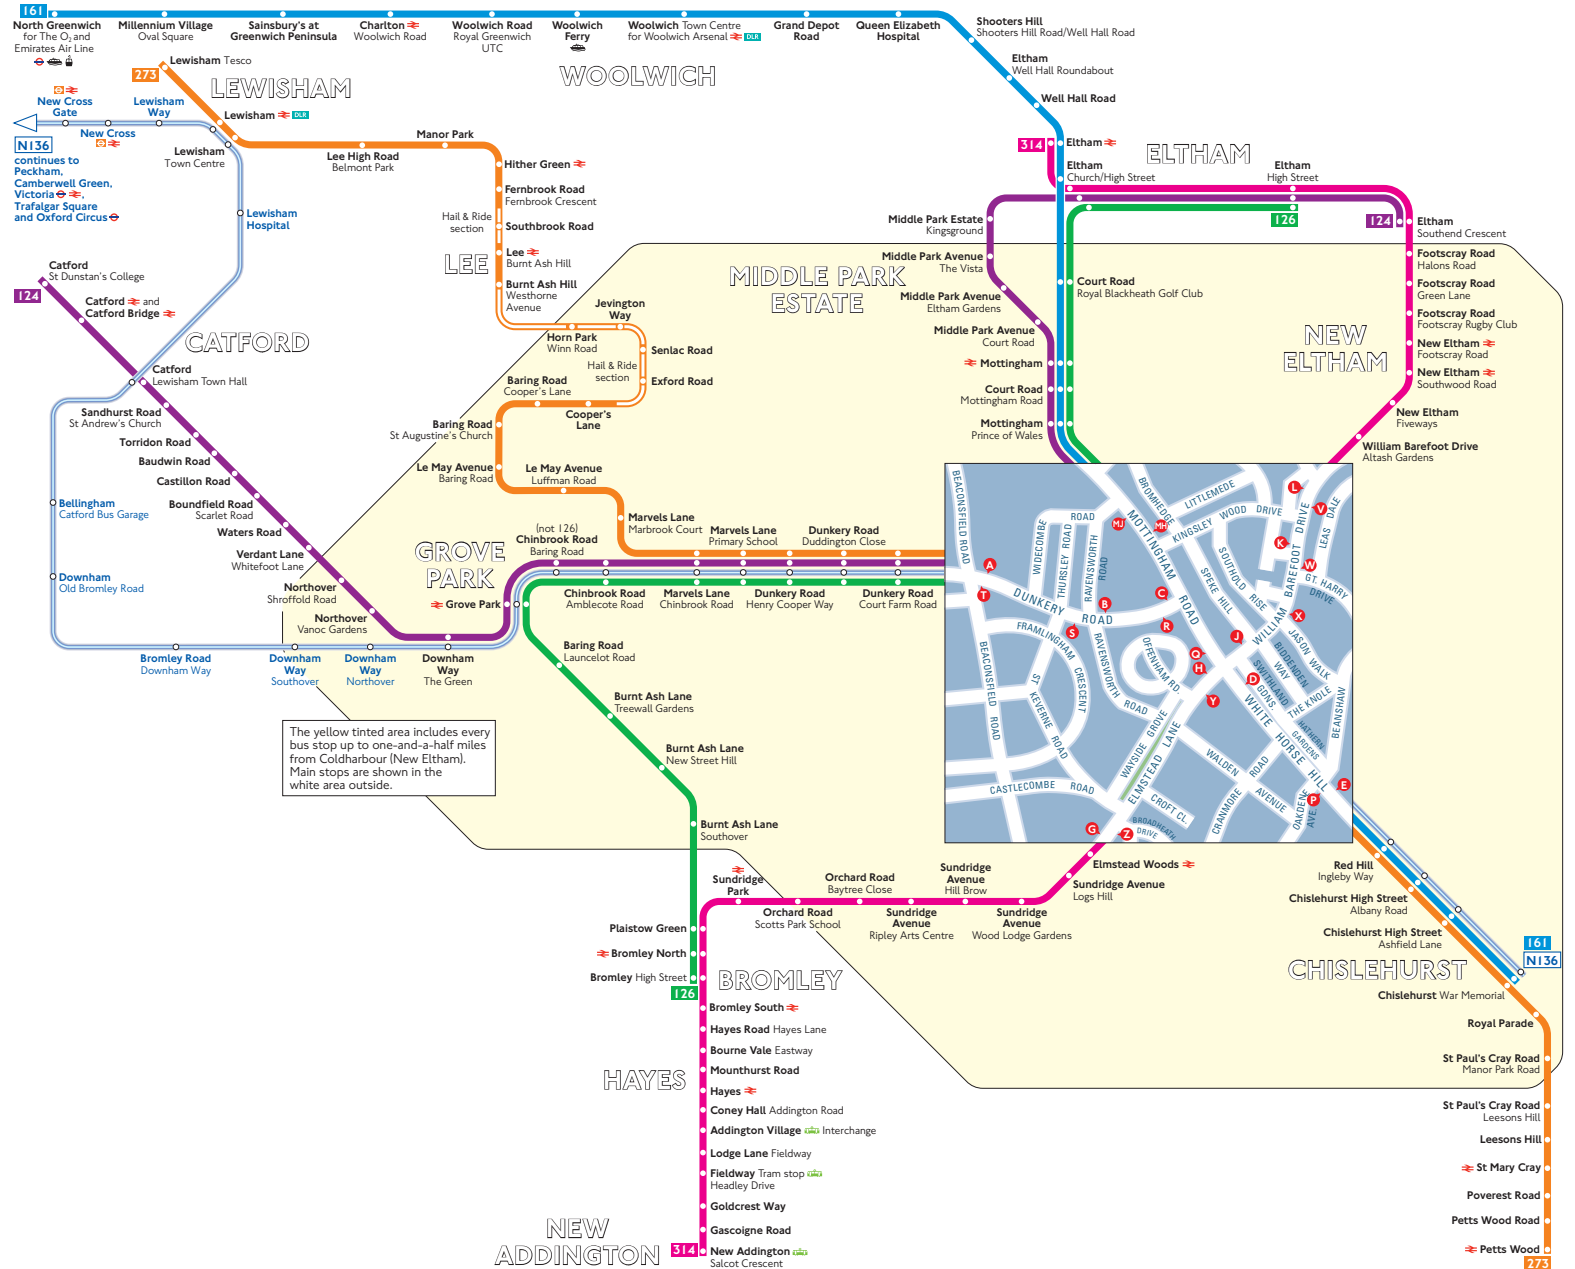 161
North Greenwich
for The O2 and
Emirates Air Line
Millennium Village
Oval Square
Sainsbury's at
Greenwich Peninsula
Charlton
Woolwich Road
Woolwich Road
Royal Greenwich
UTC
Woolwich
Ferry
Woolwich Town Centre
for Woolwich Arsenal DLR
Grand Depot
Road
Queen Elizabeth
Hospital
Shooters Hill
Shooters Hill Road/Well Hall Road
Eltham
Well Hall Roundabout
Well Hall Road
WOOLWICH
273
Lewisham Tesco
LEWISHAM
New Cross
Gate
Lewisham
Way
New Cross
Lewisham DLR
Lewisham
Town Centre
N136
continues to
Peckham,
Camberwell Green,
Victoria ,
Trafalgar Square
and Oxford Circus
Lewisham
Hospital
Lee High Road
Belmont Park
Manor Park
Hither Green
Fernbrook Road
Fernbrook Crescent
Hail & Ride
section
Southbrook Road
LEE
Lee
Burnt Ash Hill
Burnt Ash Hill
Westhorne
Avenue
Jevington
Way
Horn Park
Winn Road
Senlac Road
Hail & Ride
section
Exford Road
Baring Road
Cooper's Lane
Cooper's
Lane
Baring Road
St Augustine's Church
Le May Avenue
Baring Road
Le May Avenue
Luffman Road
Marvels Lane
Marbrook Court
314
Eltham
ELTHAM
Eltham
Church/High Street
Eltham
High Street
126
124
Eltham
Southend Crescent
Middle Park Estate
Kingsground
Middle Park Avenue
The Vista
Middle Park Avenue
Eltham Gardens
Middle Park Avenue
Court Road
Mottingham
Court Road
Mottingham Road
Mottingham
Prince of Wales
Court Road
Royal Blackheath Golf Club
MIDDLE PARK
ESTATE
NEW
ELTHAM
Footscray Road
Halons Road
Footscray Road
Green Lane
Footscray Road
Footscray Rugby Club
New Eltham
Footscray Road
New Eltham
Southwood Road
New Eltham
Fiveways
William Barefoot Drive
Altash Gardens
Catford
St Dunstan's College
124
Catford and
Catford Bridge
CATFORD
Catford
Lewisham Town Hall
Sandhurst Road
St Andrew's Church
Torridon Road
Baudwin Road
Castillon Road
Boundfield Road
Scarlet Road
Waters Road
Verdant Lane
Whitefoot Lane
Northover
Shroffold Road
Northover
Vanoc Gardens
Bellingham
Catford Bus Garage
Downham
Old Bromley Road
Bromley Road
Downham Way
Downham
Way
Southover
Downham
Way
Northover
Downham
Way
The Green
GROVE
PARK
Grove Park
(not 126)
Chinbrook Road
Baring Road
Marvels Lane
Primary School
Dunkery Road
Duddington Close
Chinbrook Road
Amblecote Road
Marvels Lane
Chinbrook Road
Dunkery Road
Henry Cooper Way
Dunkery Road
Court Farm Road
Baring Road
Launcelot Road
Burnt Ash Lane
Treewall Gardens
Burnt Ash Lane
New Street Hill
Burnt Ash Lane
Southover
The yellow tinted area includes every
bus stop up to one-and-a-half miles
from Coldharbour (New Eltham).
Main stops are shown in the
white area outside.
BEACONSFIELD ROAD
WIDECOMBE
ROAD
THURSLEY ROAD
RAVENSWORTH
ROAD
BROMHEDGE
MOTTINGHAM
ROAD
LITTLEMEDE
KINGSLEY WOOD DRIVE
SPEKE HILL
SOUTHOLD RISE
WILLIAM BAREFOOT DRIVE
LEAS DALE
GT. HARRY
DRIVE
JASON WALK
BIDDENDEN
WAY
SWITHLAND
GDNS.
THE KNOLE
HATHERN
GARDENS
BEANSHAW
WHITE HORSE HILL
DUNKERY
ROAD
FRAMLINGHAM
CRESCENT
RAVENSWORTH
ROAD
OFFENHAM RD.
BEACONSFIELD
ROAD
ST. KEVERNE ROAD
CASTLECOMBE ROAD
WAYSIDE GROVE
ELMSTEAD LANE
CROFT CL.
BROADHEATH
DRIVE
WALDEN
AVENUE
CRANMORE
ROAD
OAKDENE
AVE.
MJ
MH
L
V
K
W
A
T
B
C
S
R
X
J
Q
H
D
Y
E
P
G
Z
Elmstead Woods
Sundridge Avenue
Logs Hill
Sundridge
Avenue
Hill Brow
Sundridge
Avenue
Wood Lodge Gardens
Orchard Road
Baytree Close
Sundridge
Avenue
Ripley Arts Centre
Orchard Road
Scotts Park School
Sundridge
Park
Plaistow Green
Bromley North
Bromley High Street
126
BROMLEY
Bromley South
Hayes Road Hayes Lane
Bourne Vale Eastway
Mounthurst Road
HAYES
Hayes
Coney Hall Addington Road
Addington Village Interchange
Lodge Lane Fieldway
Fieldway Tram stop
Headley Drive
Goldcrest Way
Gascoigne Road
NEW
ADDINGTON
314
New Addington
Salcot Crescent
Red Hill
Ingleby Way
Chislehurst High Street
Albany Road
Chislehurst High Street
Ashfield Lane
161
N136
CHISLEHURST
Chislehurst War Memorial
Royal Parade
St Paul's Cray Road
Manor Park Road
St Paul's Cray Road
Leesons Hill
Leesons Hill
St Mary Cray
Poverest Road
Petts Wood Road
Petts Wood
273